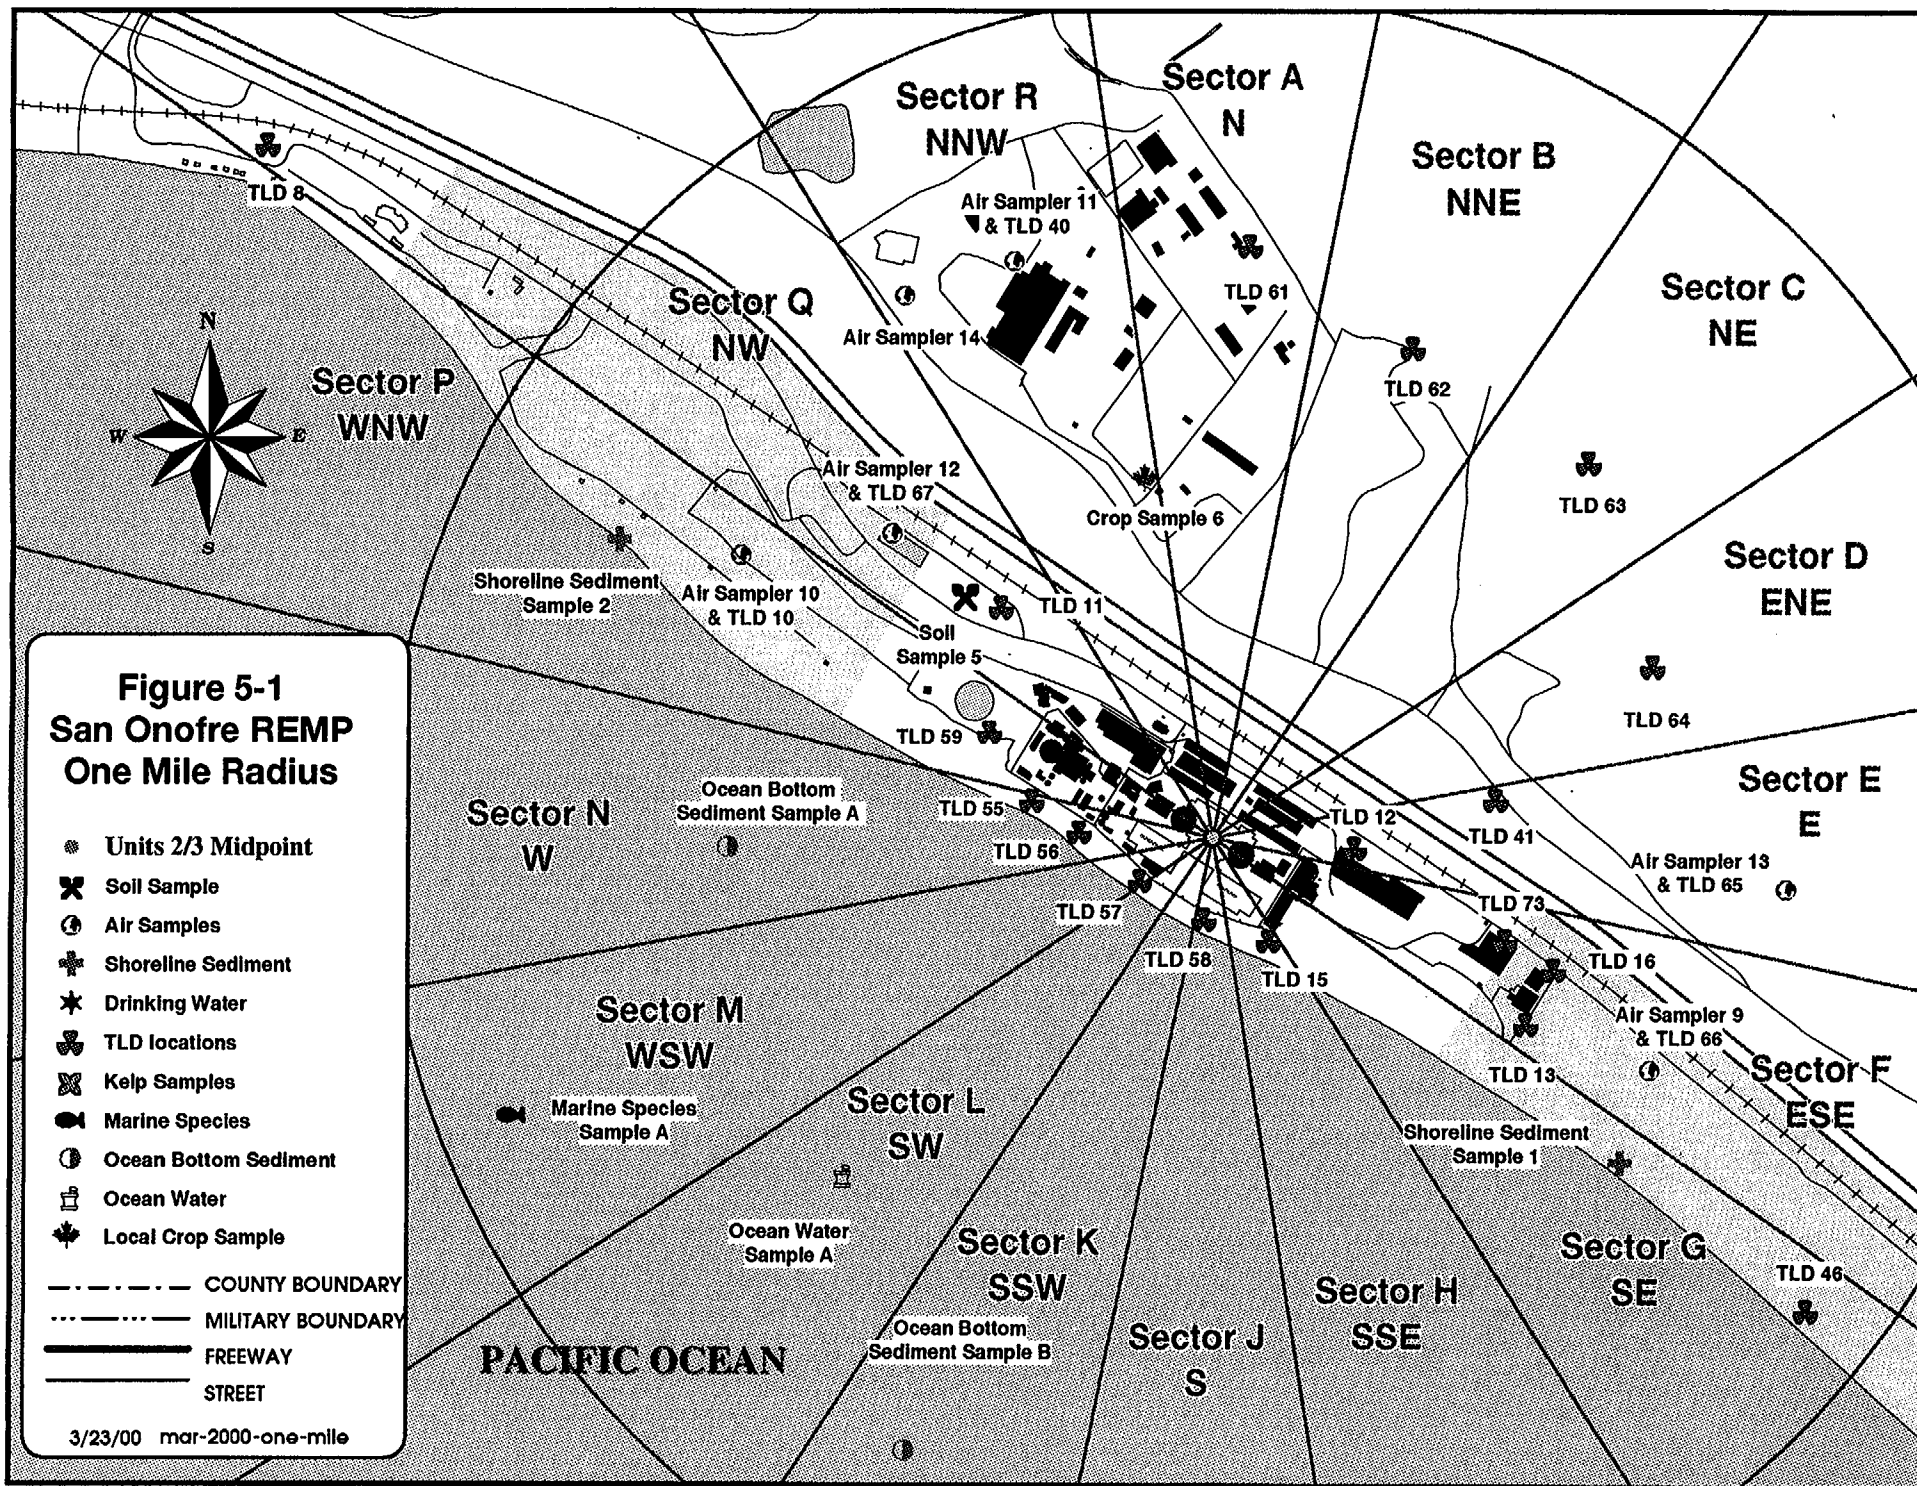 Sector A
N
Sector R
NNW
Sector B
NNE
TLD 8
Air Sampler 11
& TLD 40
Sector C
NE
TLD 61
Sector Q
NW
Air Sampler 14
TLD 62
N
W
E
S
Sector P
WNW
Air Sampler 12
& TLD 67
TLD 63
Crop Sample 6
Sector D
ENE
Shoreline Sediment
Sample 2
Air Sampler 10
& TLD 10
TLD 11
Soil
Sample 5
TLD 64
TLD 59
Sector E
E
Ocean Bottom
Sediment Sample A
Sector N
W
TLD 55
TLD 12
TLD 41
TLD 56
Air Sampler 13
& TLD 65
TLD 57
TLD 73
TLD 58
TLD 15
TLD 16
Sector M
WSW
Air Sampler 9
& TLD 66
TLD 13
Sector F
ESE
Marine Species
Sample A
Sector L
SW
Shoreline Sediment
Sample 1
Ocean Water
Sample A
Sector K
SSW
Sector G
SE
TLD 46
Sector H
SSE
Ocean Bottom
Sediment Sample B
Sector J
S
PACIFIC OCEAN
Figure 5-1
San Onofre REMP
One Mile Radius
Units 2/3 Midpoint
Soil Sample
Air Samples
Shoreline Sediment
Drinking Water
TLD locations
Kelp Samples
Marine Species
Ocean Bottom Sediment
Ocean Water
Local Crop Sample
COUNTY BOUNDARY
MILITARY BOUNDARY
FREEWAY
STREET
3/23/00 mar-2000-one-mile